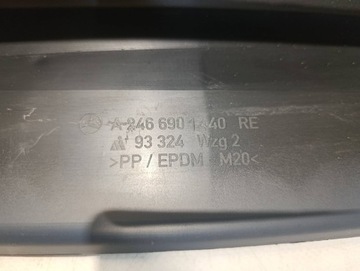 A 246 690 1 40 RE
93 324 Wzg 2
>PP / EPDM M20<